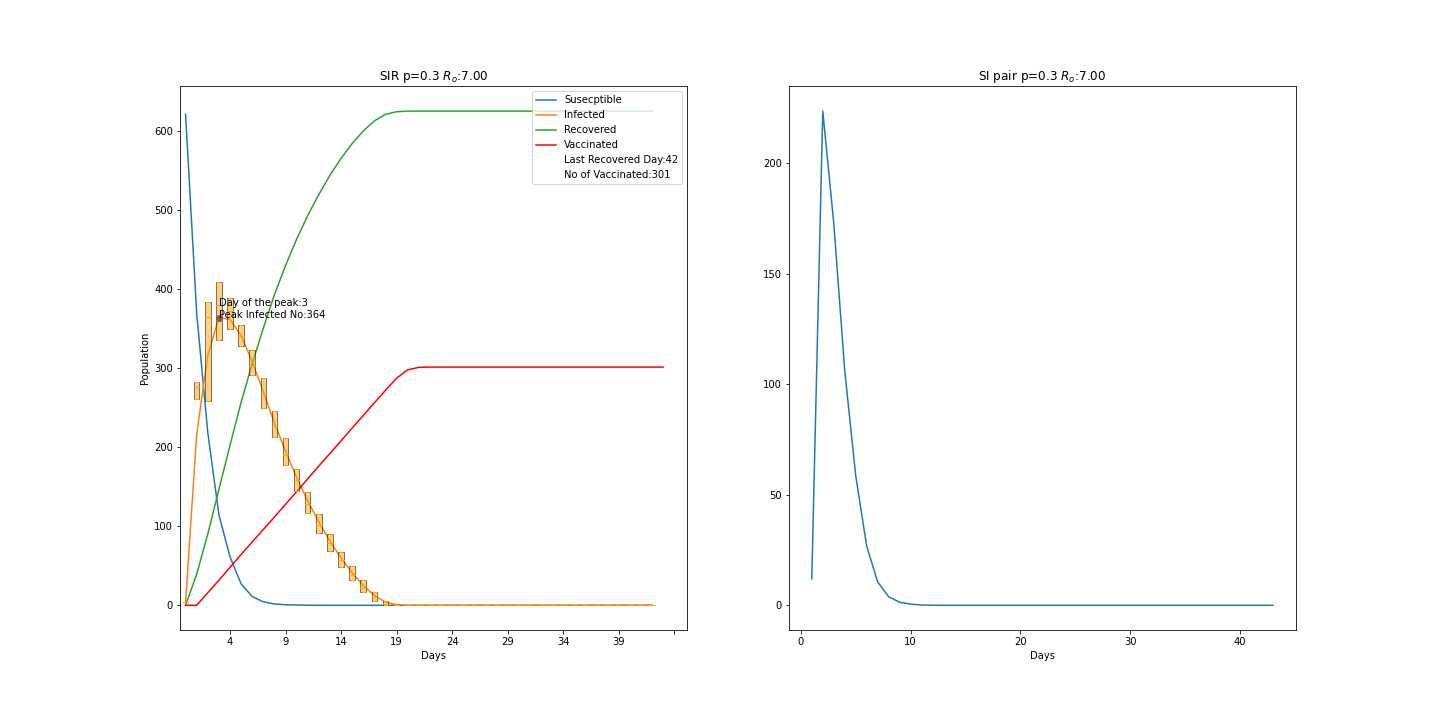 SIR p=0.3 Rₒ:7.00
Susecptible
Infected
Recovered
Vaccinated
Last Recovered Day:42
No of Vaccinated:301
Day of the peak:3
Peak Infected No:364
Population
600
500
400
300
200
100
0
4 9 14 19 24 29 34 39
Days
SI pair p=0.3 Rₒ:7.00
200
150
100
50
0
0 10 20 30 40
Days